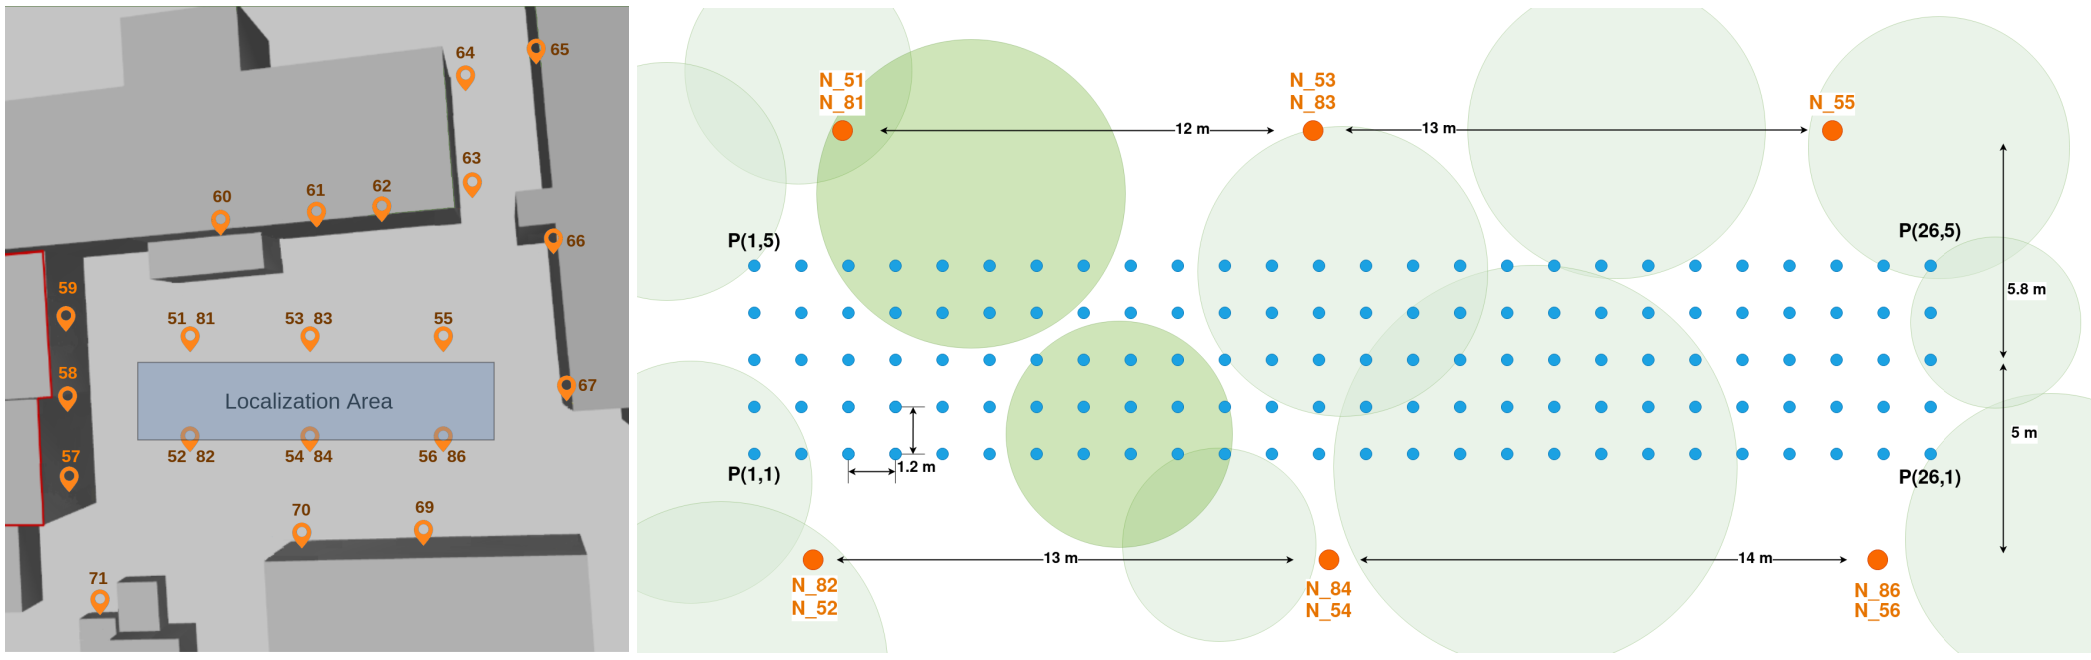 64
65
63
62
61
60
66
59
51 81
53 83
55
58
67
Localization Area
52 82
54 84
56 86
57
70
69
71
N_51
N_81
N_53
N_83
N_55
12 m
13 m
P(1,5)
P(26,5)
5.8 m
5 m
1.2 m
P(1,1)
P(26,1)
13 m
14 m
N_82
N_52
N_84
N_54
N_86
N_56